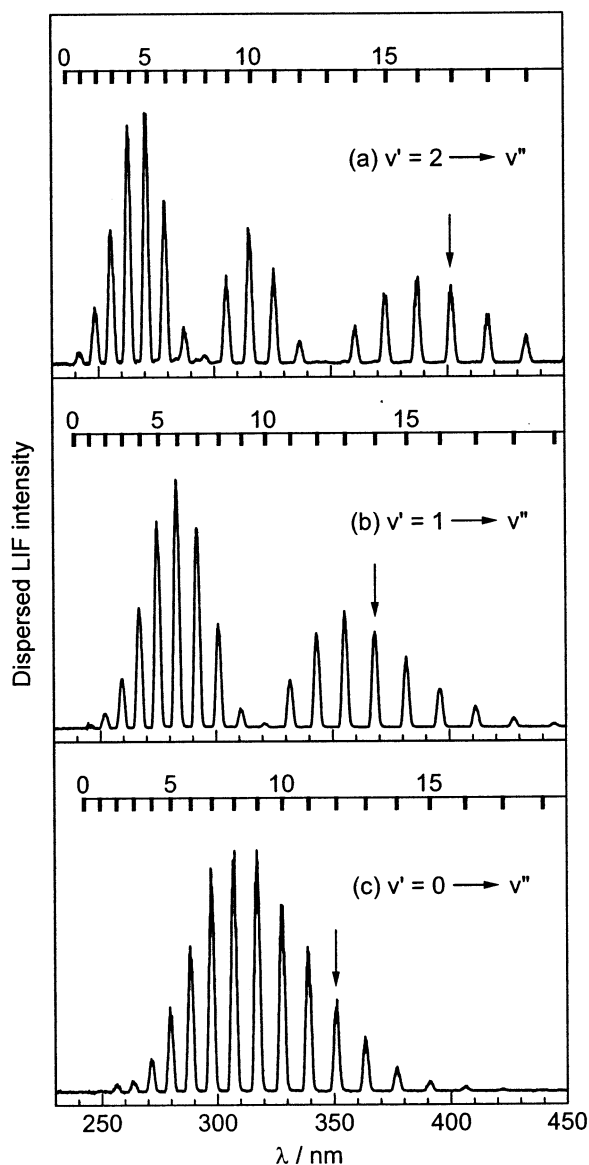 0 5 10 15
(a) v' = 2 → v"
0 5 10 15
(b) v' = 1 → v"
Dispersed LIF intensity
0 5 10 15
(c) v' = 0 → v"
250 300 350 400 450
λ / nm